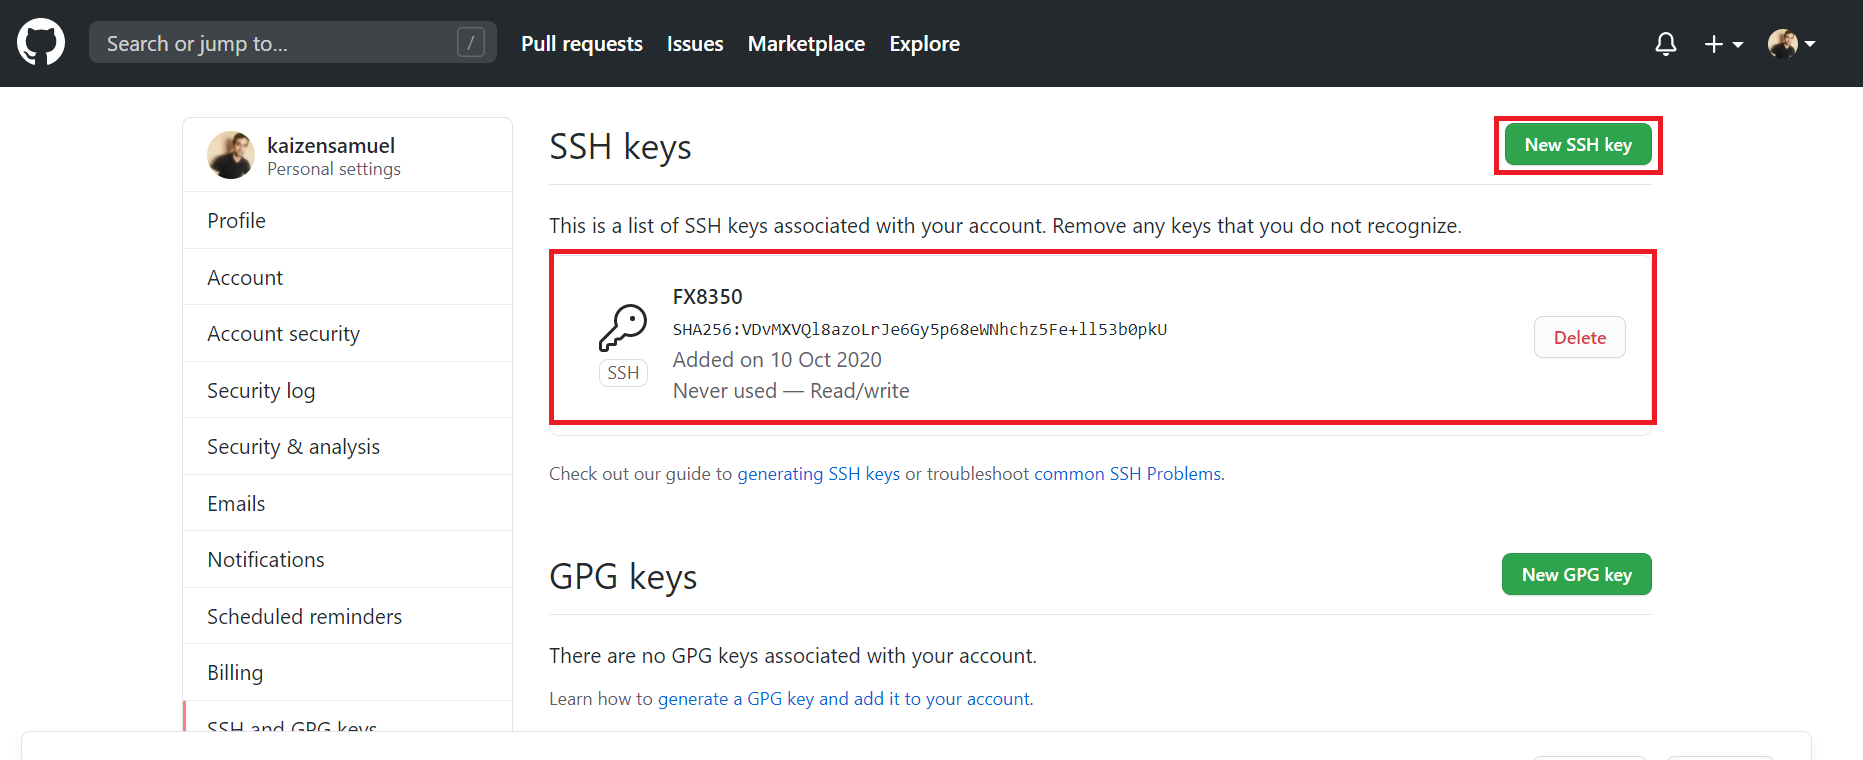 Search or jump to... /
Pull requests
Issues
Marketplace
Explore
kaizensamuel
Personal settings
Profile
Account
Account security
Security log
Security & analysis
Emails
Notifications
Scheduled reminders
Billing
SSH and GPG keys
SSH keys
New SSH key
This is a list of SSH keys associated with your account. Remove any keys that you do not recognize.
SSH
FX8350
SHA256:VDvMXVQl8azoLrJe6Gy5p68eWNhchz5Fe+ll53b0pkU
Added on 10 Oct 2020
Never used — Read/write
Delete
Check out our guide to generating SSH keys or troubleshoot common SSH Problems.
GPG keys
New GPG key
There are no GPG keys associated with your account.
Learn how to generate a GPG key and add it to your account.